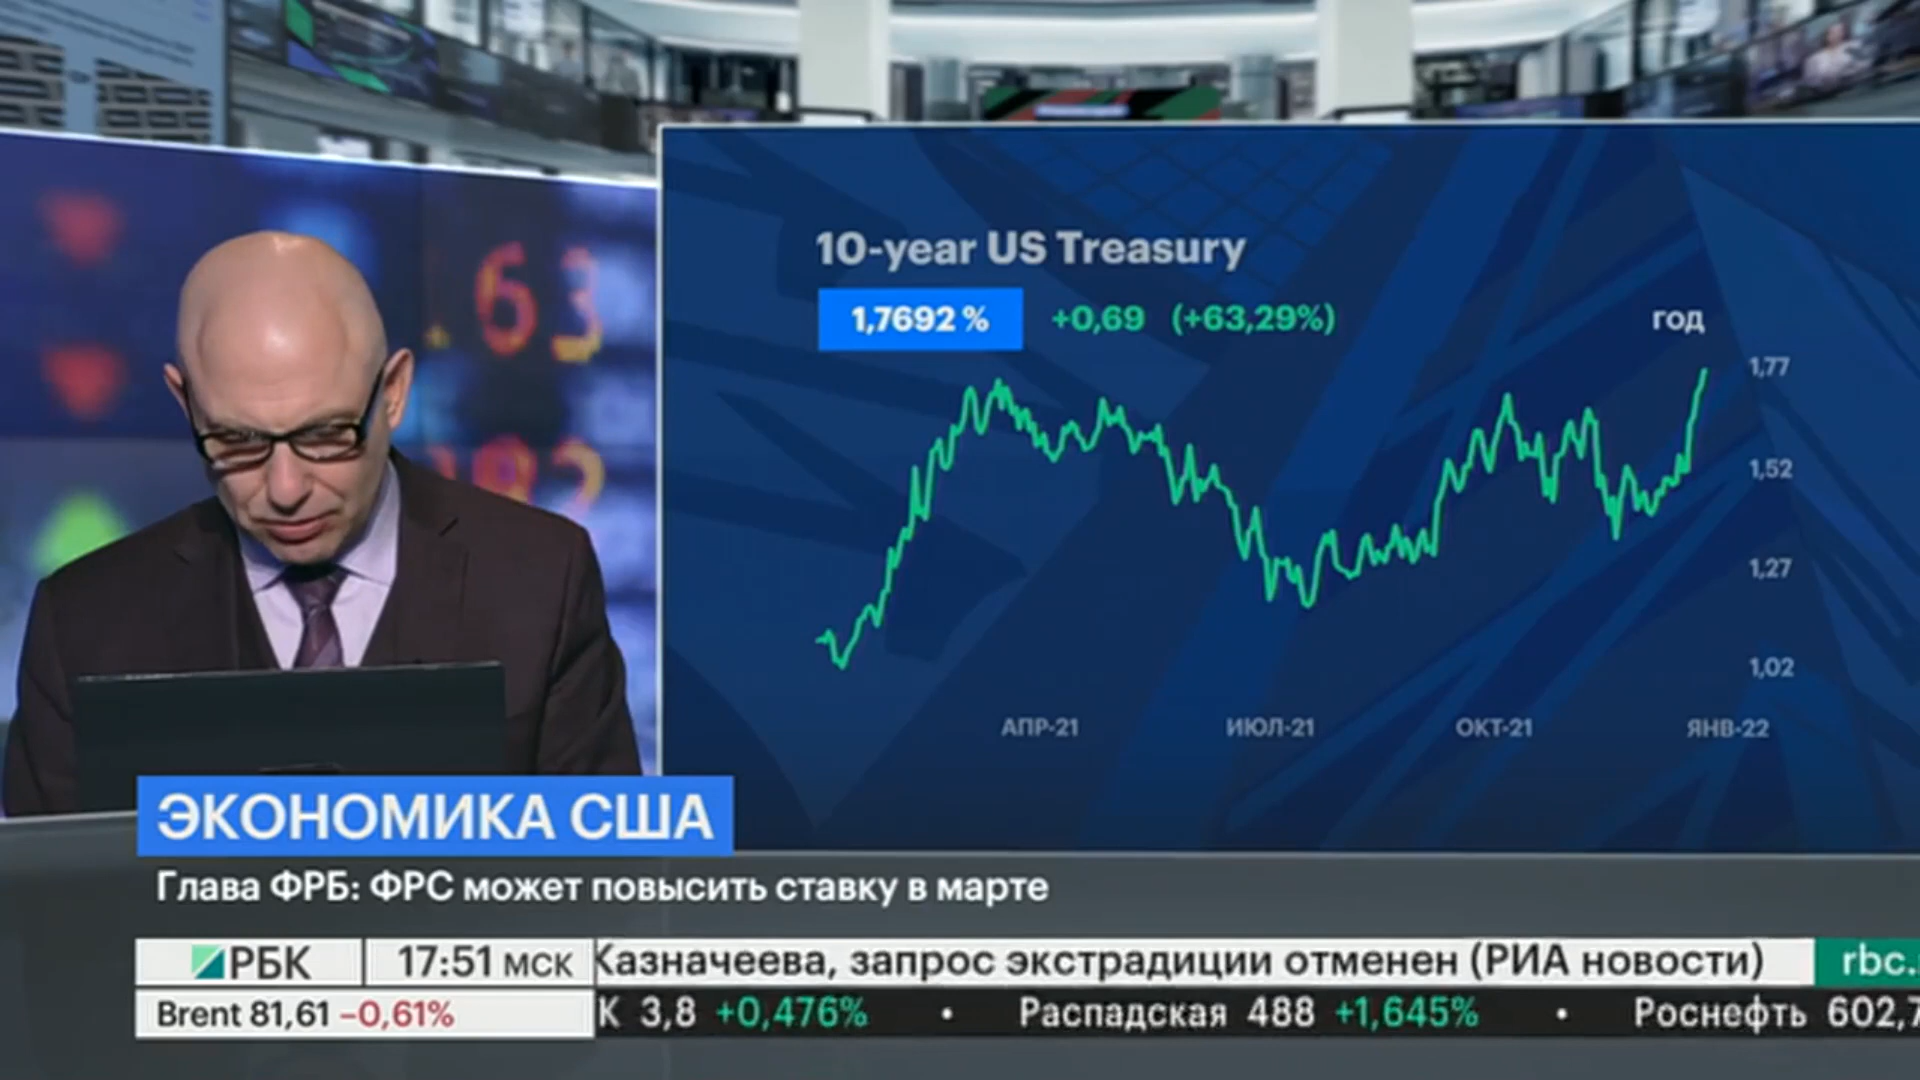 10-year US Treasury
1,7692 % +0,69 (+63,29%)
год
1,77
1,52
1,27
1,02
АПР-21 ИЮЛ-21 ОКТ-21 ЯНВ-22
63
ЭКОНОМИКА США
Глава ФРБ: ФРС может повысить ставку в марте
РБК 17:51 МСК Казначеева, запрос экстрадиции отменен (РИА новости) rbc.
Brent 81,61 −0,61% К 3,8 +0,476% • Распадская 488 +1,645% • Роснефть 602,7